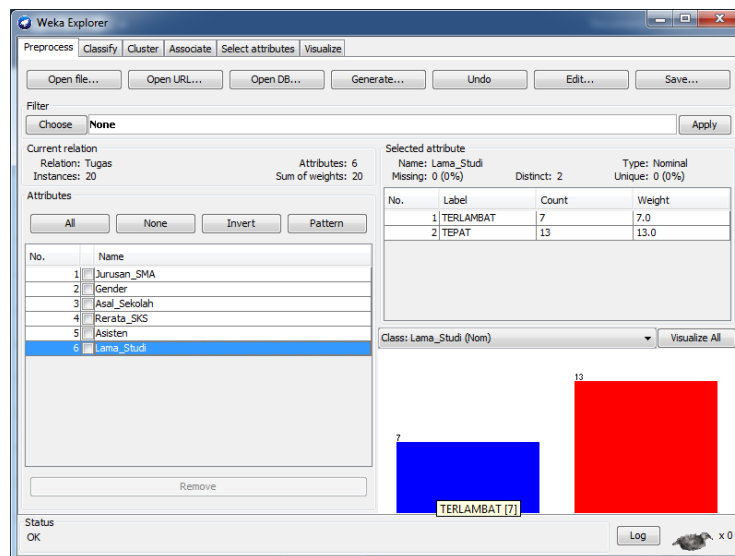 Weka Explorer
Preprocess Classify Cluster Associate Select attributes Visualize
Open file... Open URL... Open DB... Generate... Undo Edit... Save...
Filter
Choose None Apply
Current relation
Relation: Tugas Attributes: 6
Instances: 20 Sum of weights: 20
Selected attribute
Name: Lama_Studi Type: Nominal
Missing: 0 (0%) Distinct: 2 Unique: 0 (0%)
No. Label Count Weight
1 TERLAMBAT 7 7.0
2 TEPAT 13 13.0
Attributes
All None Invert Pattern
No. Name
1 Jurusan_SMA
2 Gender
3 Asal_Sekolah
4 Rerata_SKS
5 Asisten
6 Lama_Studi
Remove
Class: Lama_Studi (Nom) Visualize All
7
13
TERLAMBAT [7]
Status
OK
Log x 0